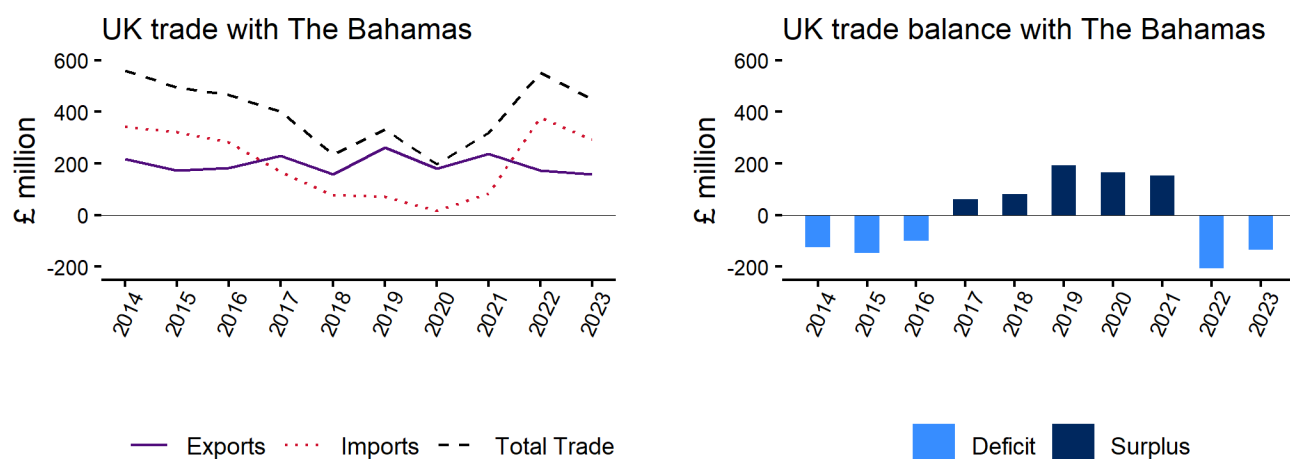 UK trade with The Bahamas
£ million
600
400
200
0
-200
2014 2015 2016 2017 2018 2019 2020 2021 2022 2023
Exports Imports Total Trade
UK trade balance with The Bahamas
£ million
600
400
200
0
-200
2014 2015 2016 2017 2018 2019 2020 2021 2022 2023
Deficit Surplus